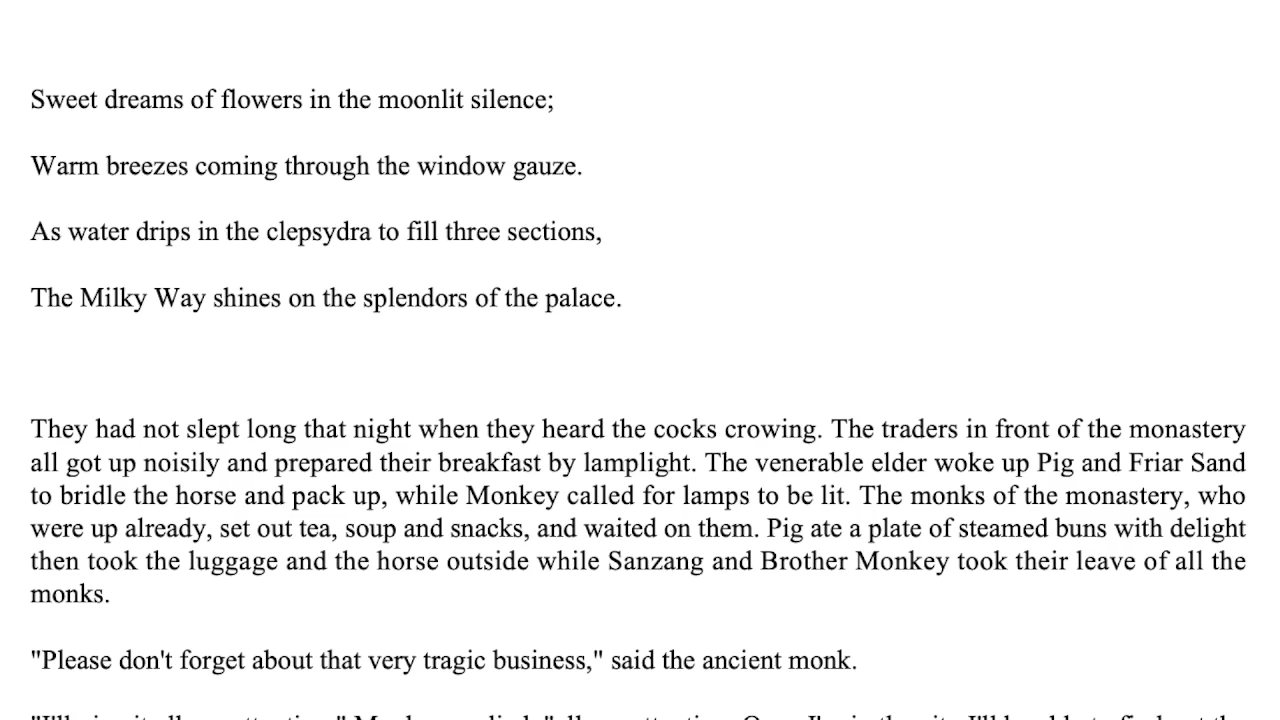 Sweet dreams of flowers in the moonlit silence;
Warm breezes coming through the window gauze.
As water drips in the clepsydra to fill three sections,
The Milky Way shines on the splendors of the palace.
They had not slept long that night when they heard the cocks crowing. The traders in front of the monastery
all got up noisily and prepared their breakfast by lamplight. The venerable elder woke up Pig and Friar Sand
to bridle the horse and pack up, while Monkey called for lamps to be lit. The monks of the monastery, who
were up already, set out tea, soup and snacks, and waited on them. Pig ate a plate of steamed buns with delight
then took the luggage and the horse outside while Sanzang and Brother Monkey took their leave of all the
monks.
"Please don't forget about that very tragic business," said the ancient monk.